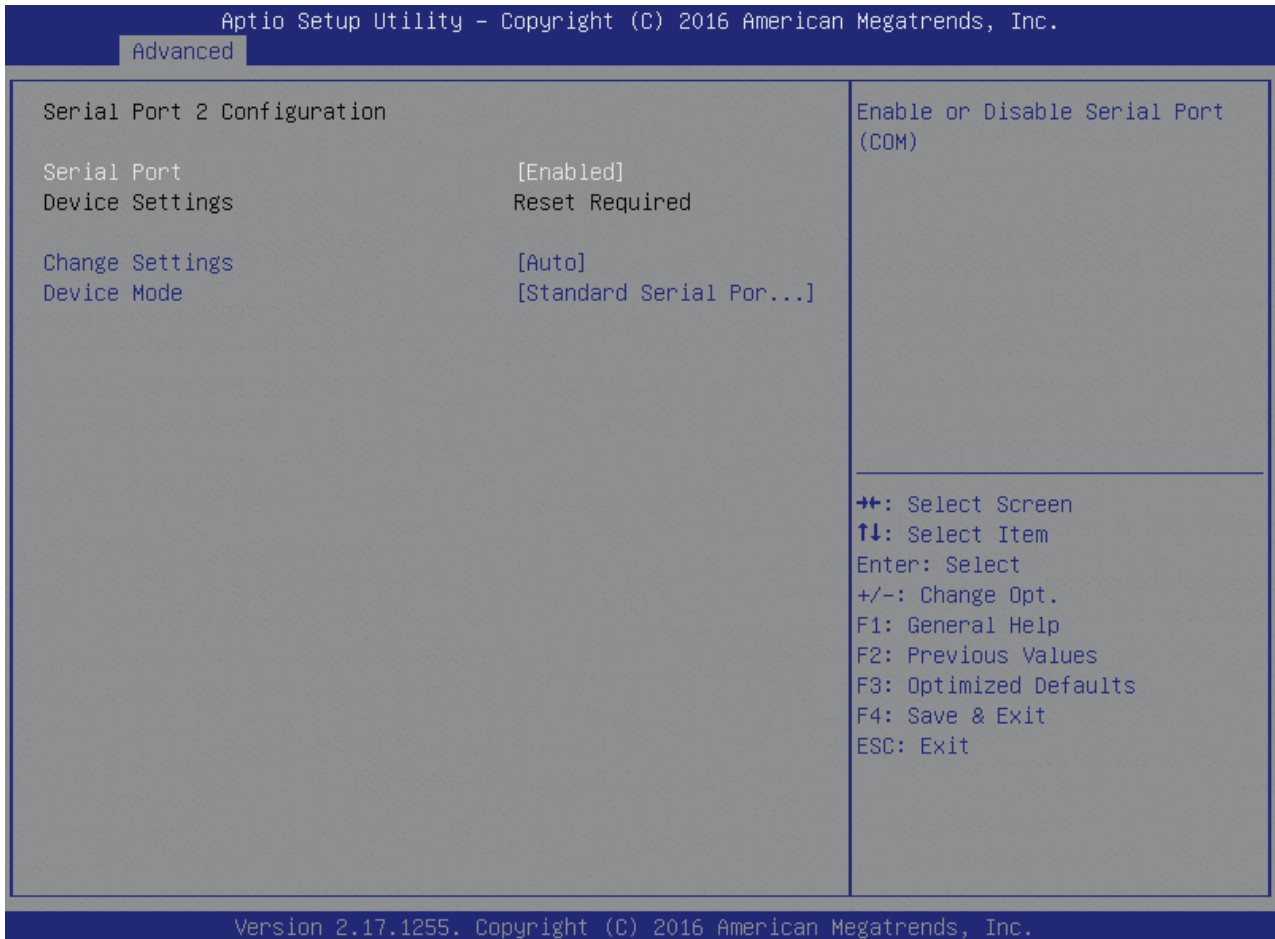 Aptio Setup Utility – Copyright (C) 2016 American Megatrends, Inc.
Advanced
Serial Port 2 Configuration
Serial Port [Enabled]
Device Settings Reset Required
Change Settings [Auto]
Device Mode [Standard Serial Por...]
Enable or Disable Serial Port
(COM)
→←: Select Screen
↑↓: Select Item
Enter: Select
+/-: Change Opt.
F1: General Help
F2: Previous Values
F3: Optimized Defaults
F4: Save & Exit
ESC: Exit
Version 2.17.1255. Copyright (C) 2016 American Megatrends, Inc.